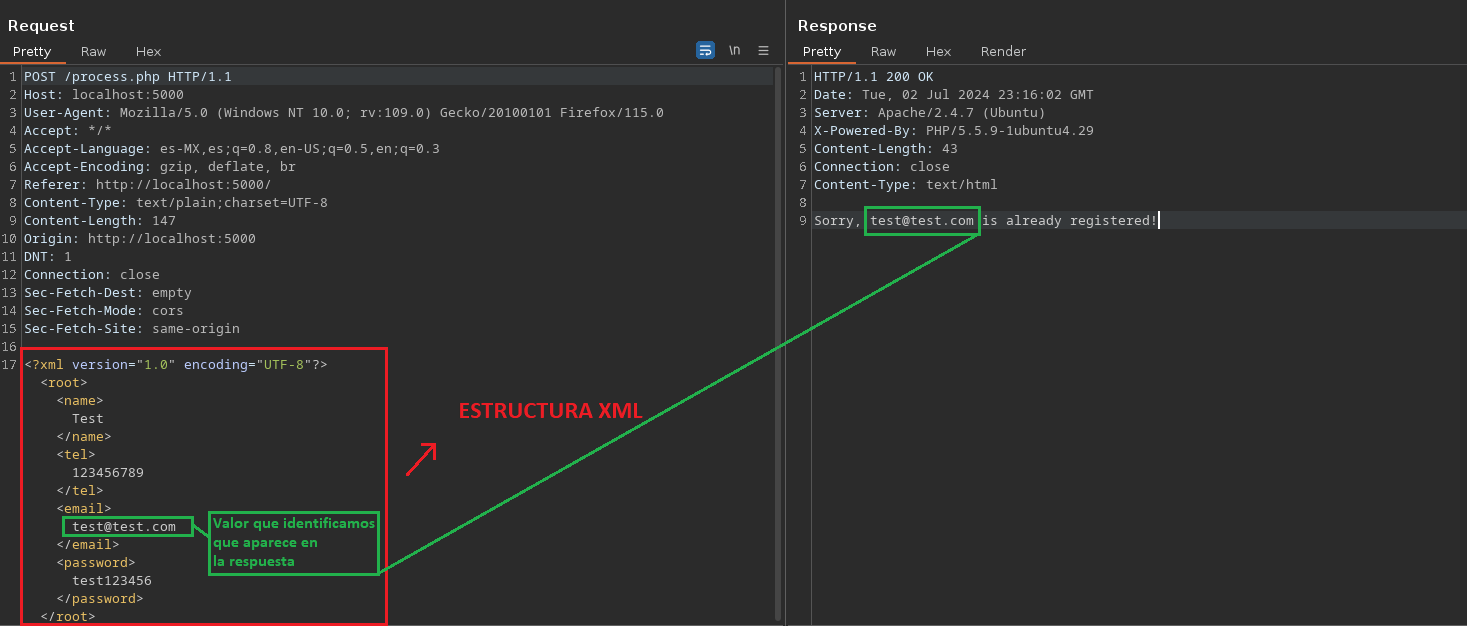 Request
Pretty Raw Hex \n
1 POST /process.php HTTP/1.1
2 Host: localhost:5000
3 User-Agent: Mozilla/5.0 (Windows NT 10.0; rv:109.0) Gecko/20100101 Firefox/115.0
4 Accept: */*
5 Accept-Language: es-MX,es;q=0.8,en-US;q=0.5,en;q=0.3
6 Accept-Encoding: gzip, deflate, br
7 Referer: http://localhost:5000/
8 Content-Type: text/plain;charset=UTF-8
9 Content-Length: 147
10 Origin: http://localhost:5000
11 DNT: 1
12 Connection: close
13 Sec-Fetch-Dest: empty
14 Sec-Fetch-Mode: cors
15 Sec-Fetch-Site: same-origin
16
17 <?xml version="1.0" encoding="UTF-8"?>
<root>
<name>
Test
</name>
<tel>
123456789
</tel>
<email>
test@test.com
</email>
<password>
test123456
</password>
</root>
ESTRUCTURA XML
Valor que identificamos
que aparece en
la respuesta
Response
Pretty Raw Hex Render
1 HTTP/1.1 200 OK
2 Date: Tue, 02 Jul 2024 23:16:02 GMT
3 Server: Apache/2.4.7 (Ubuntu)
4 X-Powered-By: PHP/5.5.9-1ubuntu4.29
5 Content-Length: 43
6 Connection: close
7 Content-Type: text/html
8
9 Sorry, test@test.com is already registered!